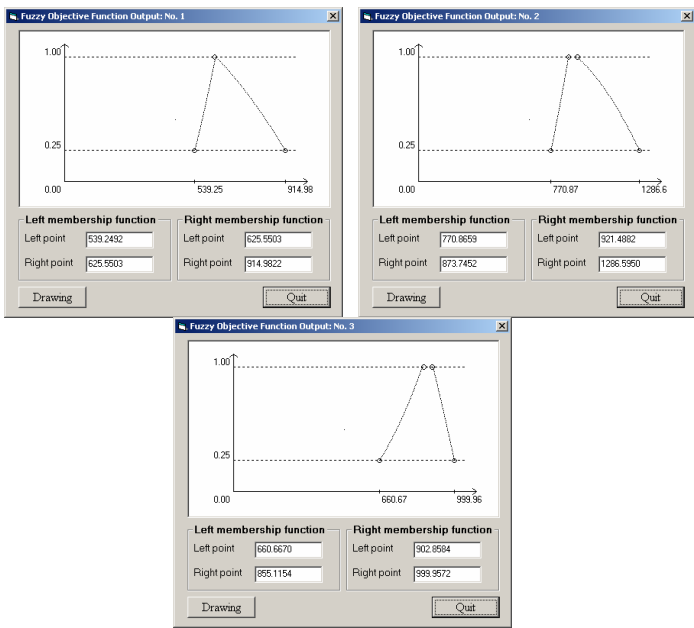 Fuzzy Objective Function Output: No. 1
1.00
0.25
0.00 539.25 914.98
Left membership function
Left point 539.2492
Right point 625.5503
Right membership function
Left point 625.5503
Right point 914.9822
Drawing
Quit
Fuzzy Objective Function Output: No. 2
1.00
0.25
0.00 770.87 1286.6
Left membership function
Left point 770.8659
Right point 873.7452
Right membership function
Left point 921.4882
Right point 1286.5950
Drawing
Quit
Fuzzy Objective Function Output: No. 3
1.00
0.25
0.00 660.67 999.96
Left membership function
Left point 660.6670
Right point 855.1154
Right membership function
Left point 902.8584
Right point 999.9572
Drawing
Quit